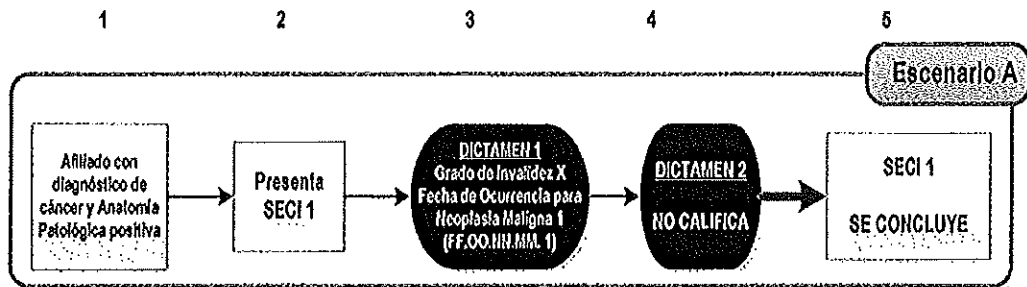 1 2 3 4 5
Escenario A
Afiliado con
diagnóstico de
cáncer y Anatomía
Patológica positiva
Presenta
SECI 1
DICTAMEN 1
Grado de Invalidez X
Fecha de Ocurrencia para
Neoplasia Maligna 1
(FF.OO.NN.MM. 1)
DICTAMEN 2
NO CALIFICA
SECI 1
SE CONCLUYE